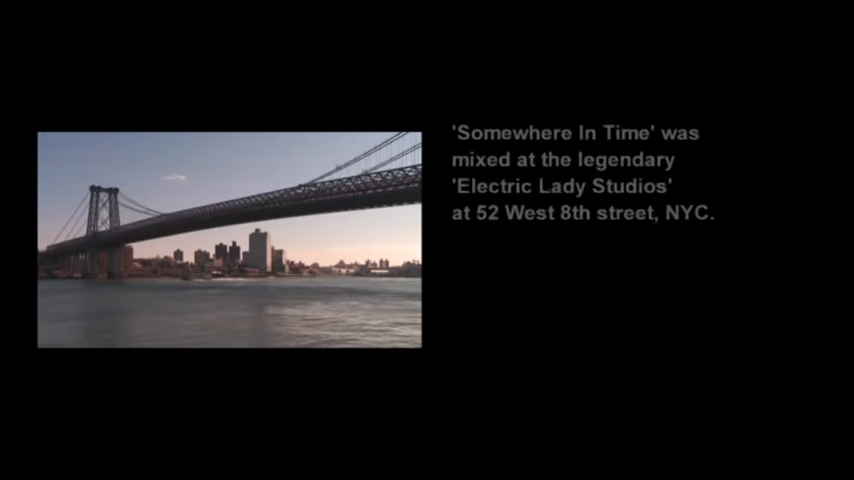 'Somewhere In Time' was
mixed at the legendary
'Electric Lady Studios'
at 52 West 8th street, NYC.